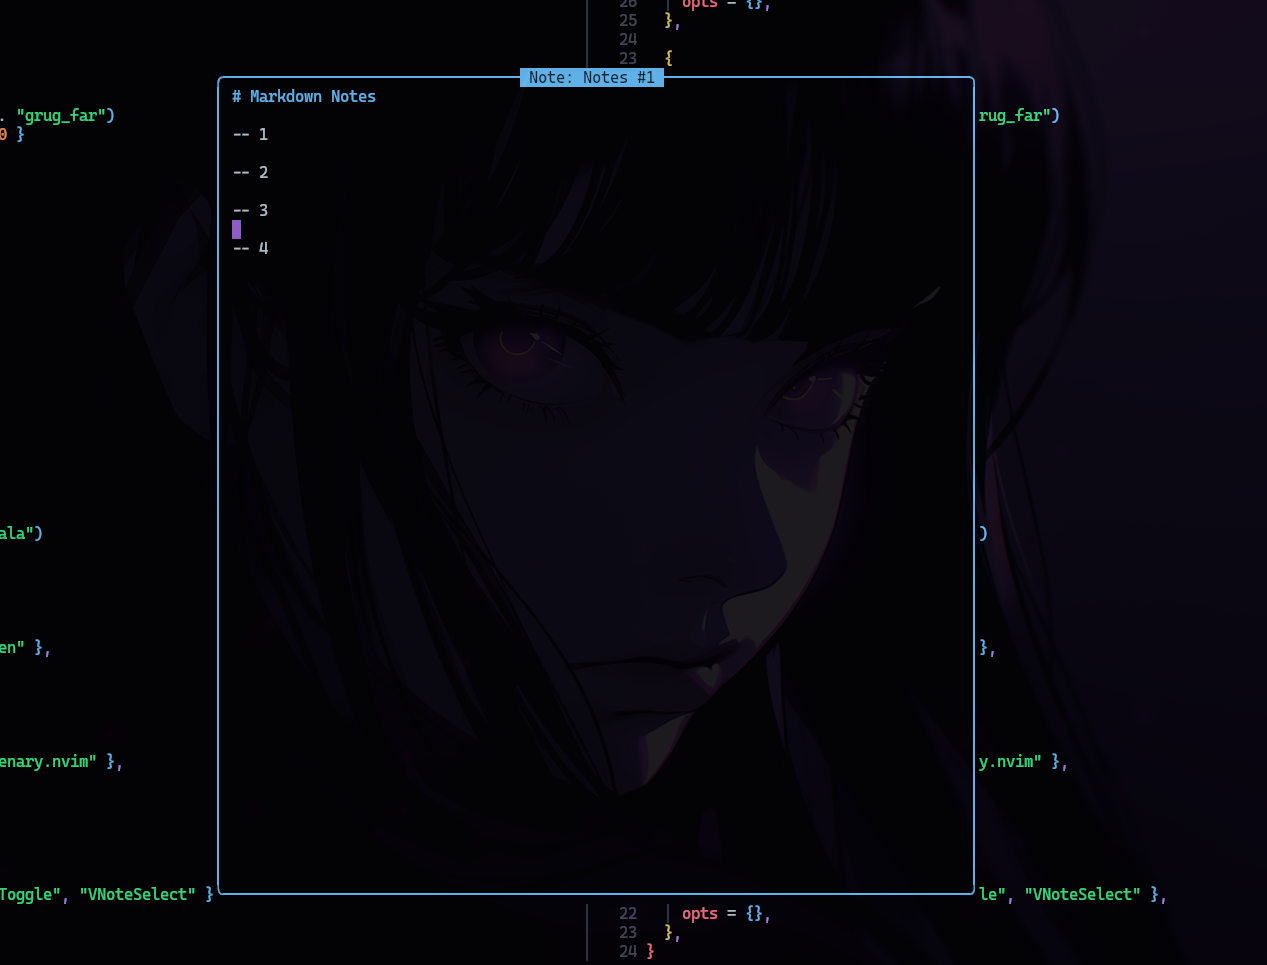 26 opts = {},
25 },
24
23 {
Note: Notes #1
# Markdown Notes
. "grug_far")
rug_far")
0 }
-- 1
-- 2
-- 3
-- 4
ala")
)
en" },
},
enary.nvim" },
y.nvim" },
Toggle", "VNoteSelect" }
le", "VNoteSelect" },
22 opts = {},
23 },
24 }